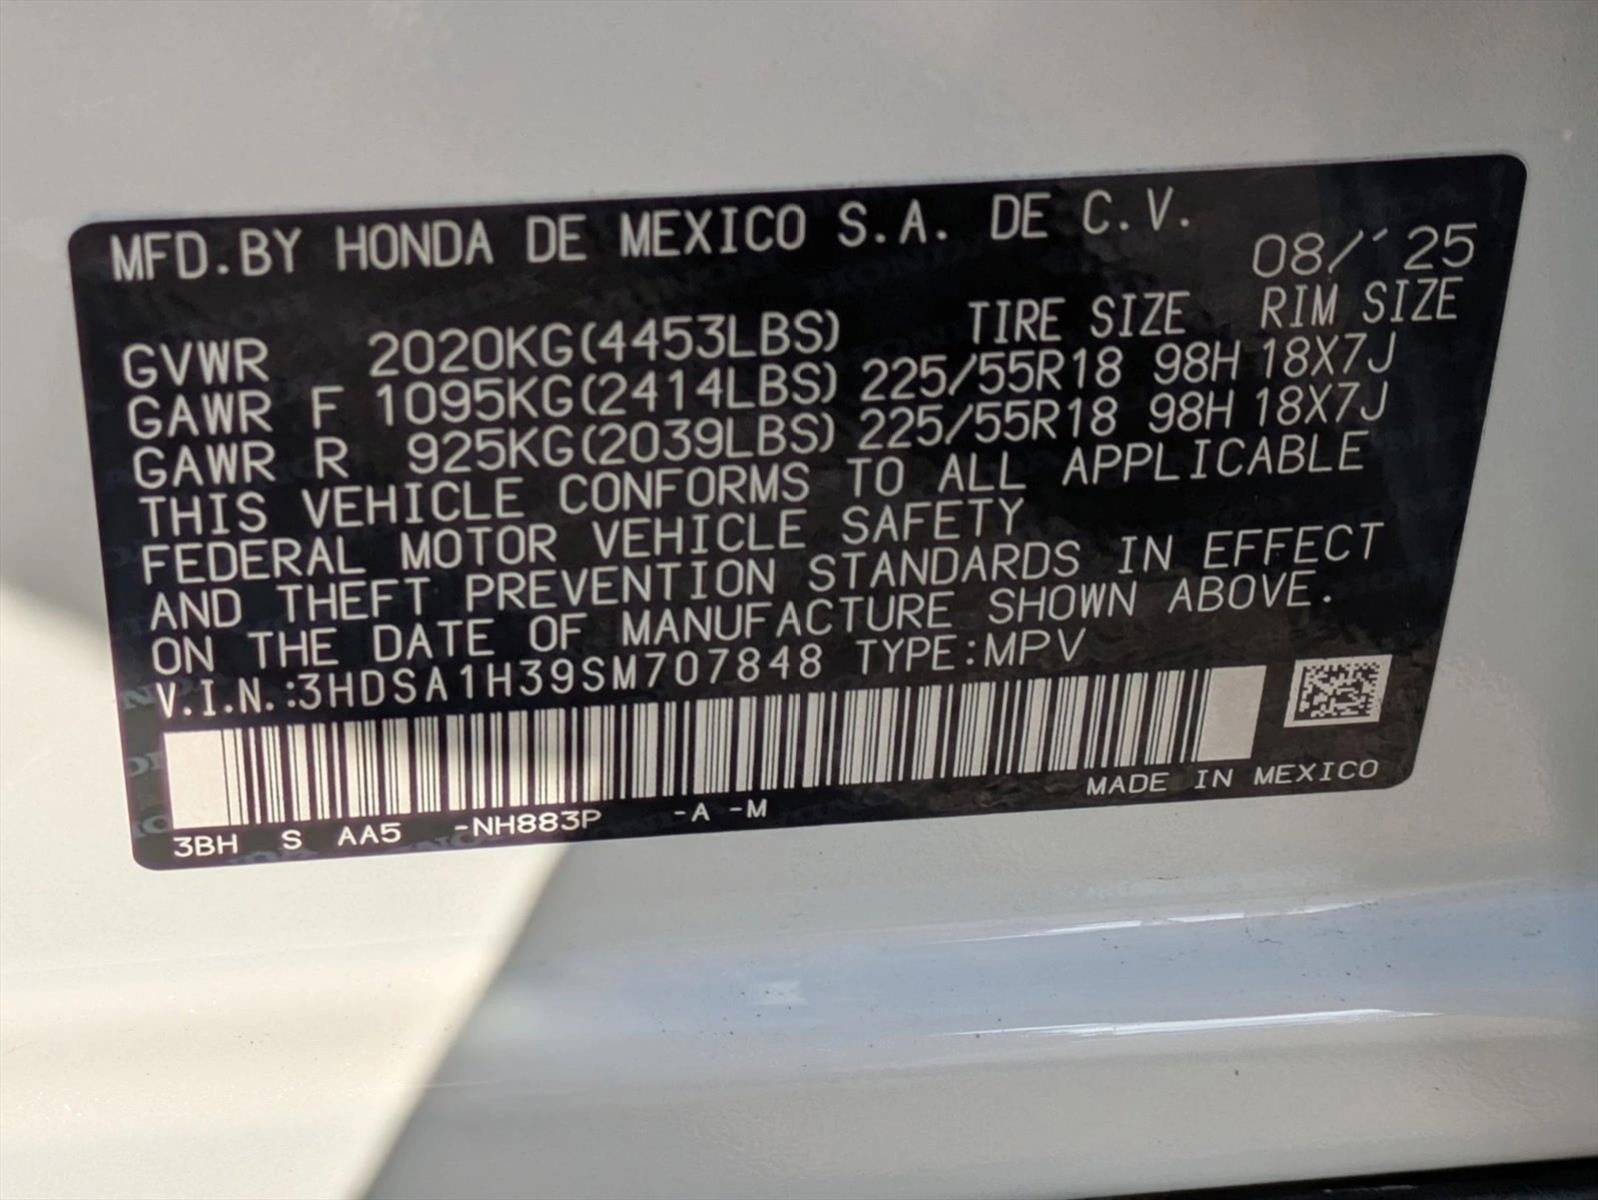 MFD.BY HONDA DE MEXICO S.A. DE C.V.
08/'25
GVWR 2020KG(4453LBS) TIRE SIZE RIM SIZE
GAWR F 1095KG(2414LBS) 225/55R18 98H 18X7J
GAWR R 925KG(2039LBS) 225/55R18 98H 18X7J
THIS VEHICLE CONFORMS TO ALL APPLICABLE
FEDERAL MOTOR VEHICLE SAFETY
AND THEFT PREVENTION STANDARDS IN EFFECT
ON THE DATE OF MANUFACTURE SHOWN ABOVE.
V.I.N.:3HDSA1H39SM707848 TYPE:MPV
MADE IN MEXICO
3BH S AA5 -NH883P -A -M